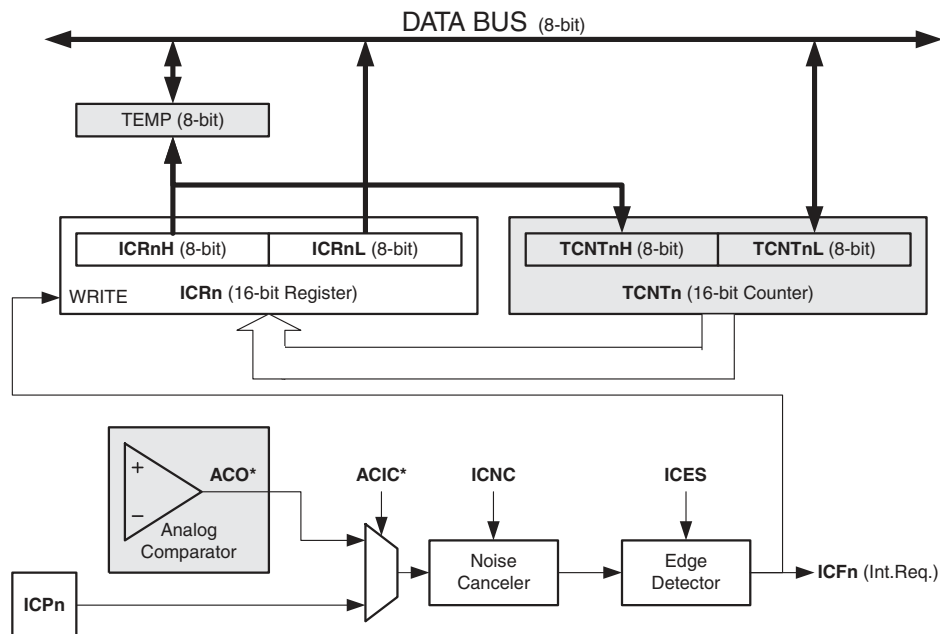 DATA BUS (8-bit)
TEMP (8-bit)
ICRnH (8-bit)
ICRnL (8-bit)
TCNTnH (8-bit)
TCNTnL (8-bit)
WRITE
ICRn (16-bit Register)
TCNTn (16-bit Counter)
+
−
ACO*
Analog
Comparator
ACIC*
ICNC
ICES
Noise
Canceler
Edge
Detector
ICFn (Int.Req.)
ICPn